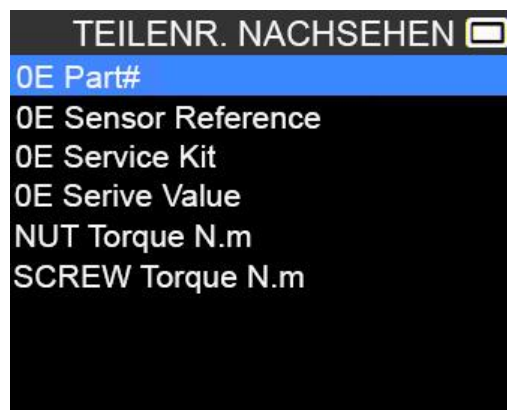 TEILENR. NACHSEHEN
0E Part#
0E Sensor Reference
0E Service Kit
0E Serive Value
NUT Torque N.m
SCREW Torque N.m